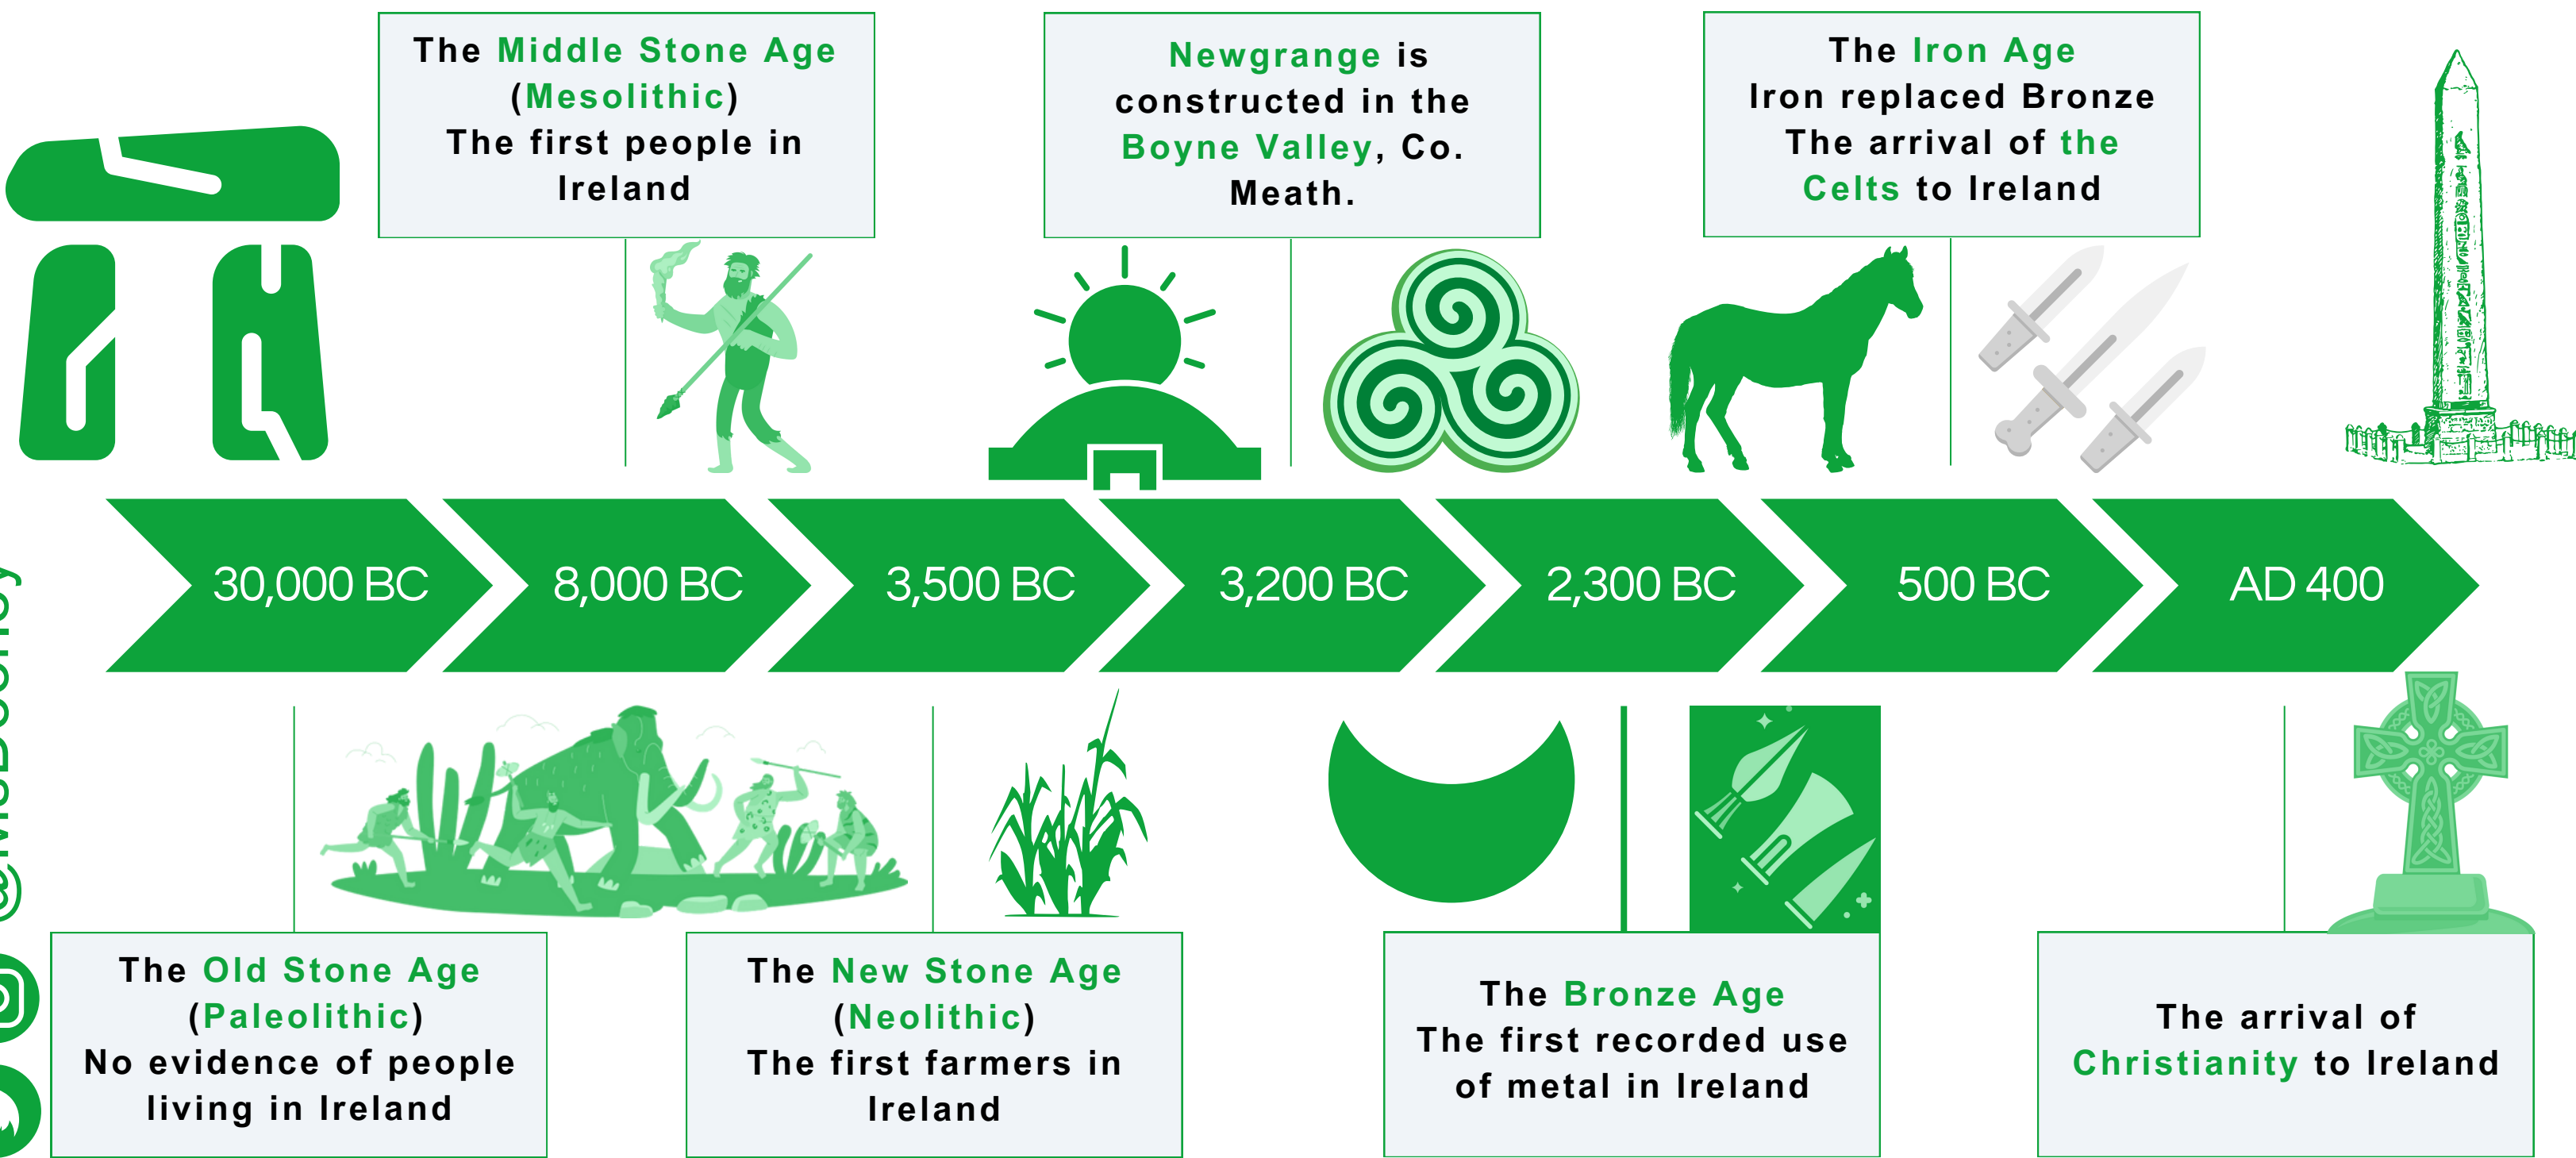 The Middle Stone Age
(Mesolithic)
The first people in
Ireland
Newgrange is
constructed in the
Boyne Valley, Co.
Meath.
The Iron Age
Iron replaced Bronze
The arrival of the
Celts to Ireland
30,000 BC
8,000 BC
3,500 BC
3,200 BC
2,300 BC
500 BC
AD 400
The Old Stone Age
(Paleolithic)
No evidence of people
living in Ireland
The New Stone Age
(Neolithic)
The first farmers in
Ireland
The Bronze Age
The first recorded use
of metal in Ireland
The arrival of
Christianity to Ireland